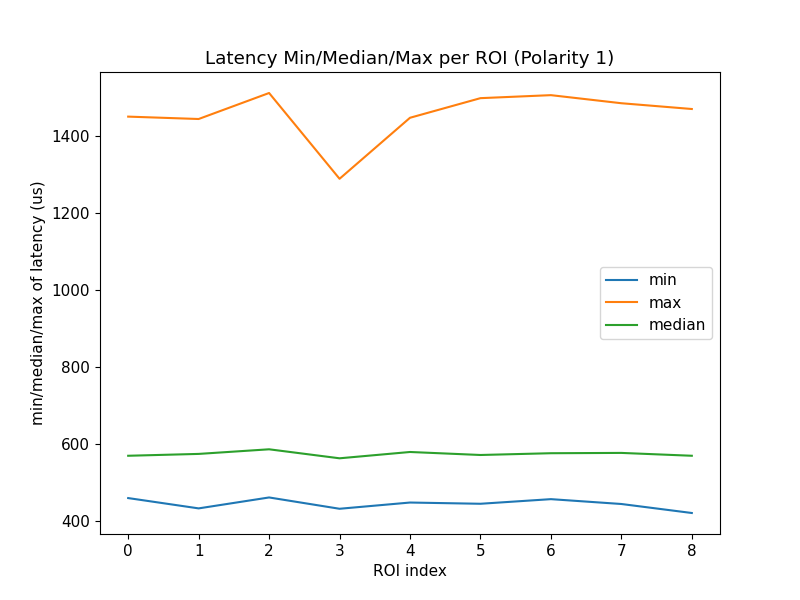 Latency Min/Median/Max per ROI (Polarity 1)
min/median/max of latency (us)
1400
1200
1000
800
600
400
min
max
median
0 1 2 3 4 5 6 7 8
ROI index